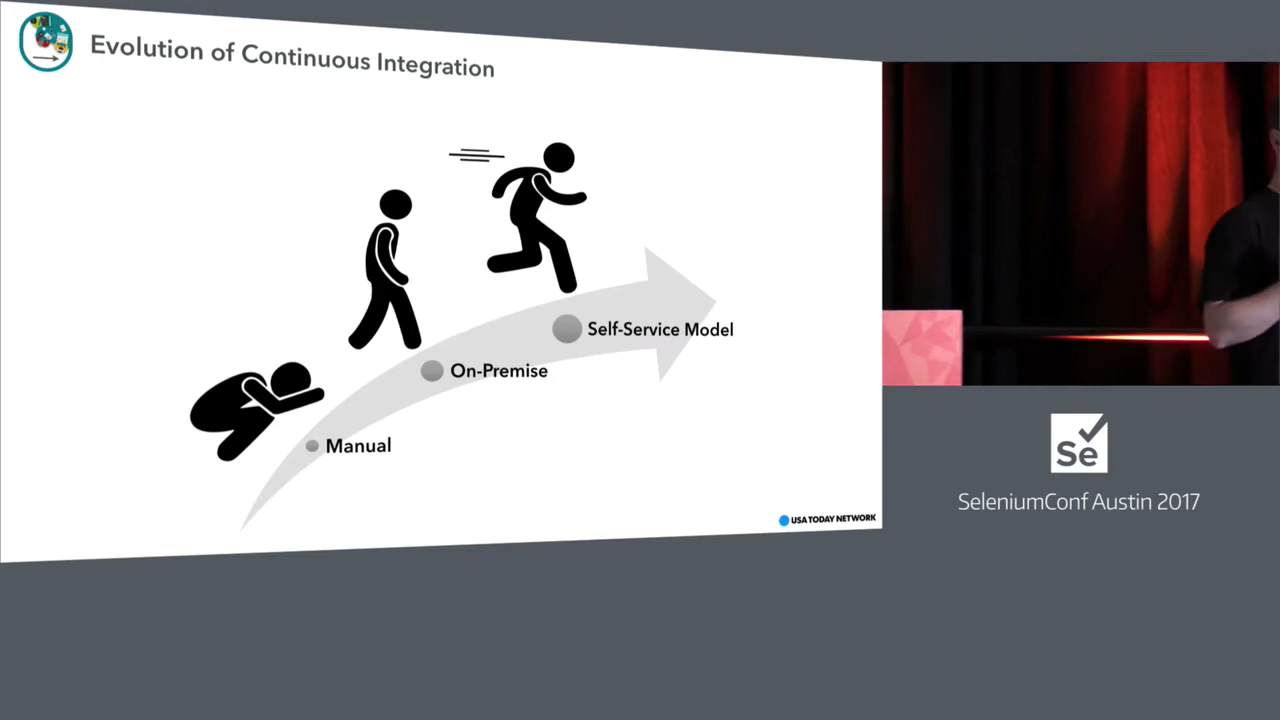 Evolution of Continuous Integration
Self-Service Model
On-Premise
Manual
USA TODAY NETWORK
Se
SeleniumConf Austin 2017